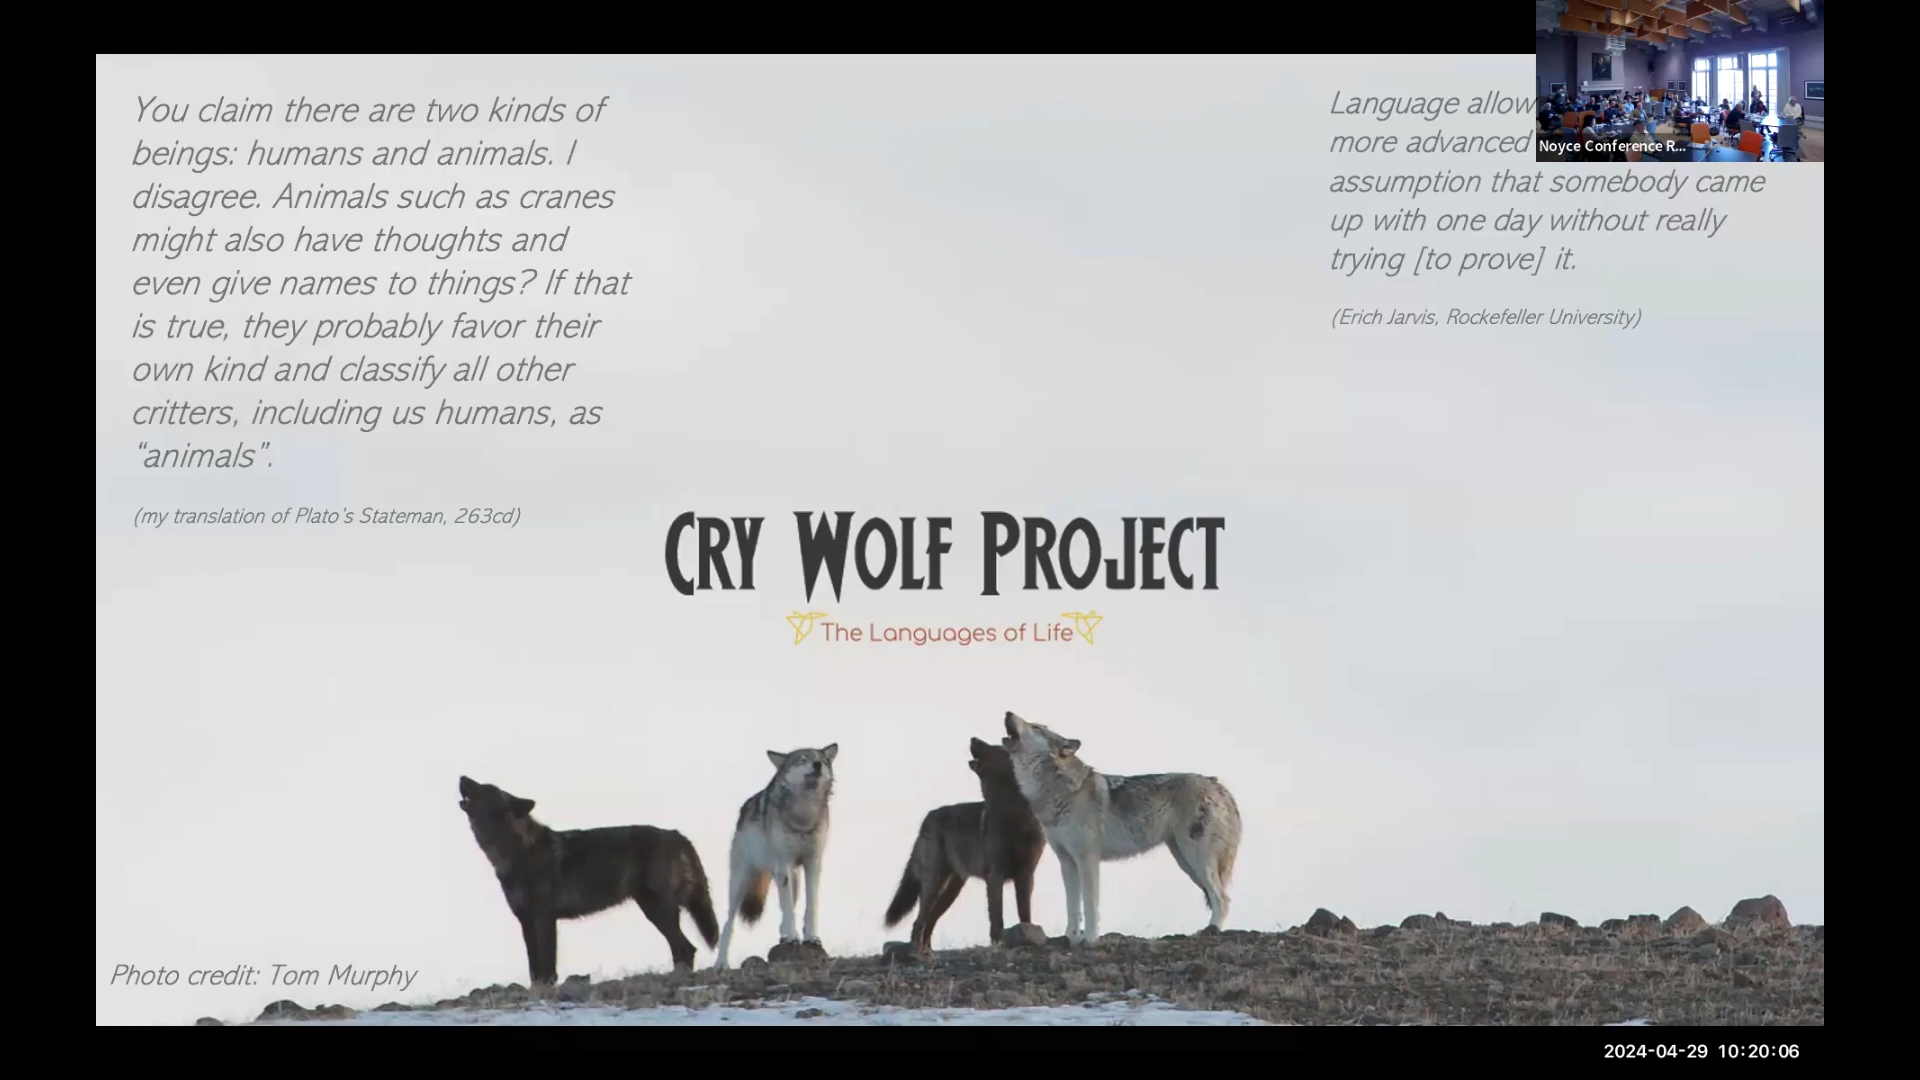 You claim there are two kinds of
beings: humans and animals. I
disagree. Animals such as cranes
might also have thoughts and
even give names to things? If that
is true, they probably favor their
own kind and classify all other
critters, including us humans, as
“animals”.
(my translation of Plato’s Stateman, 263cd)
Language allow
more advanced
assumption that somebody came
up with one day without really
trying [to prove] it.
(Erich Jarvis, Rockefeller University)
Noyce Conference R...
CRY WOLF PROJECT
The Languages of Life
Photo credit: Tom Murphy
2024-04-29 10:20:06